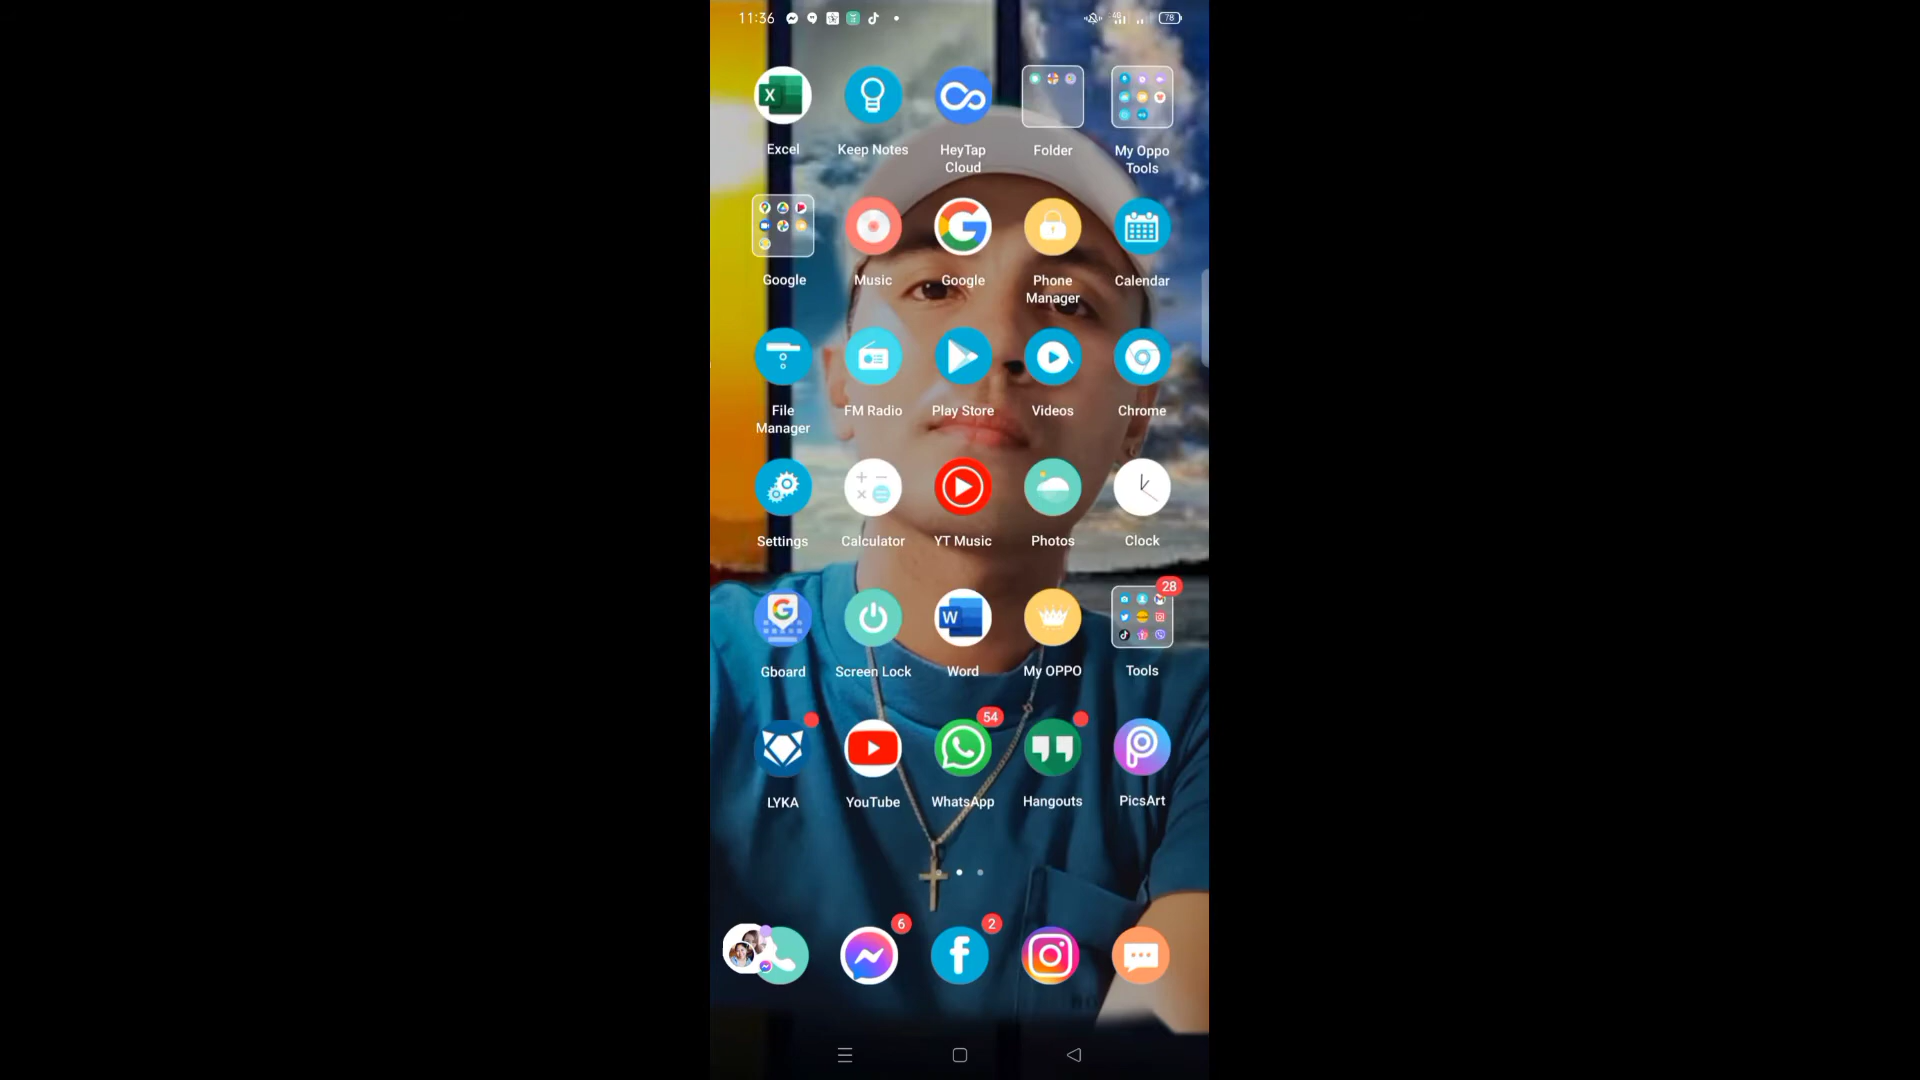 11:36 4G 78
Excel Keep Notes HeyTap Cloud Folder My Oppo Tools
Google Music Google Phone Manager Calendar
File Manager FM Radio Play Store Videos Chrome
Settings Calculator YT Music Photos Clock
28
Gboard Screen Lock Word My OPPO Tools
54
LYKA YouTube WhatsApp Hangouts PicsArt
6 2